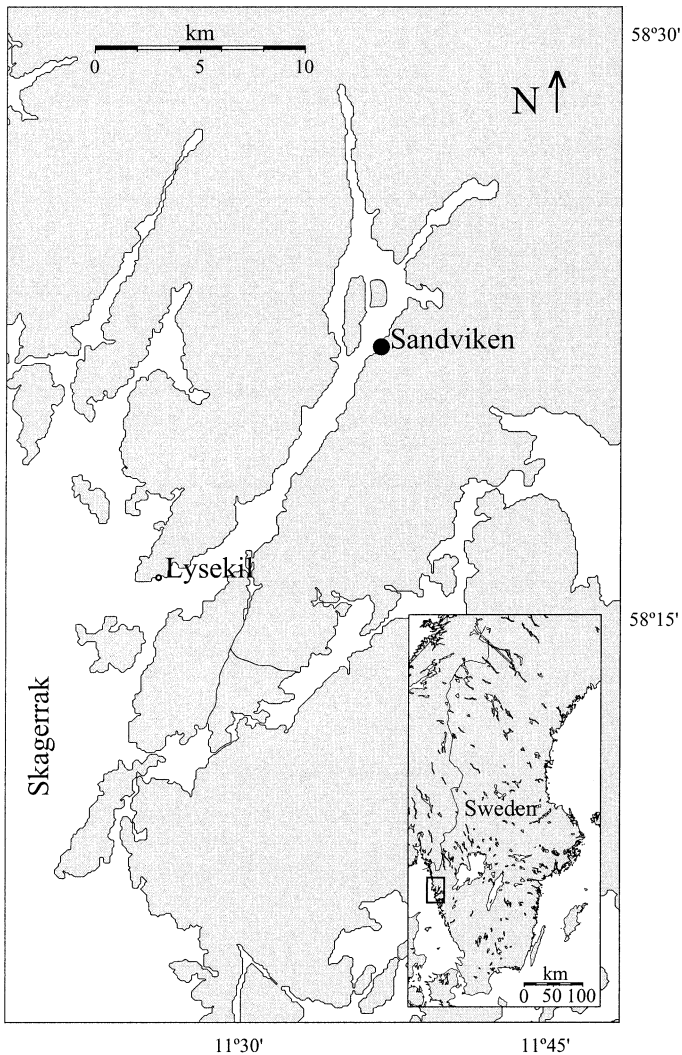 km
0 5 10
58°30'
N
Sandviken
Lysekil
58°15'
Skagerrak
Sweden
km
0 50 100
11°30' 11°45'